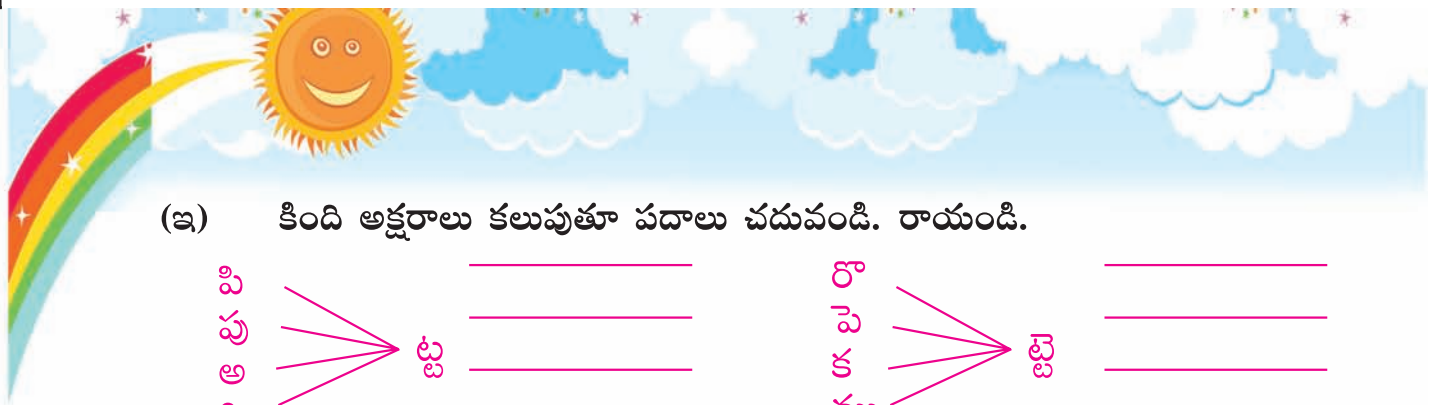 (ఇ) కింది అక్షరాలు కలుపుతూ పదాలు చదువండి. రాయండి.
పి రొ
పు పె
ట్ట ట్టె
అ క